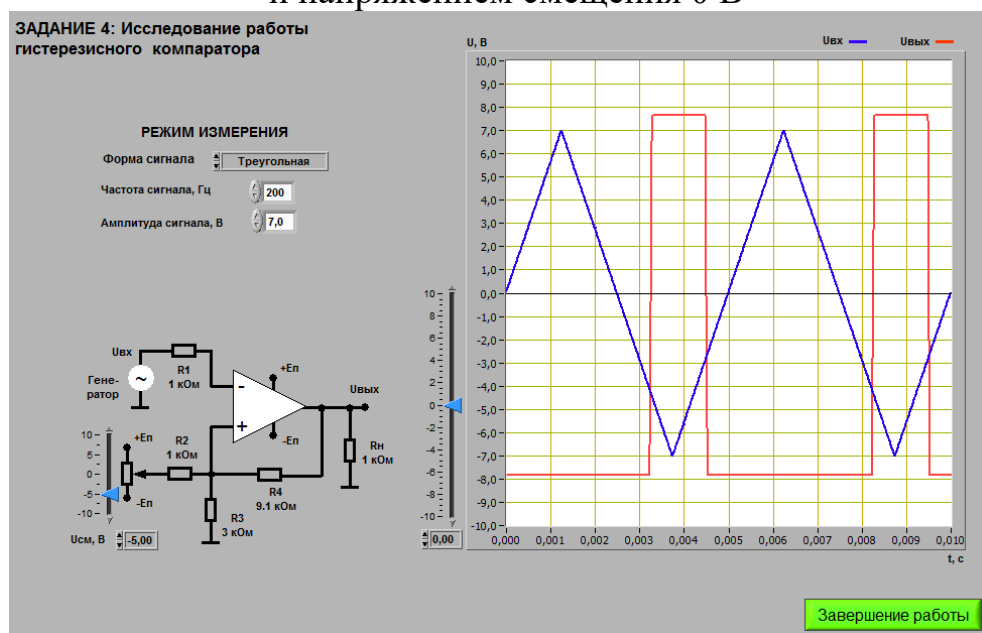 и напряжением смещения 0 В
ЗАДАНИЕ 4: Исследование работы
гистерезисного компаратора
РЕЖИМ ИЗМЕРЕНИЯ
Форма сигнала Треугольная
Частота сигнала, Гц 200
Амплитуда сигнала, В 7,0
U, В
Uвх Uвых
10,0
9,0
8,0
7,0
6,0
5,0
4,0
3,0
2,0
1,0
0,0
-1,0
-2,0
-3,0
-4,0
-5,0
-6,0
-7,0
-8,0
-9,0
-10,0
0,000 0,001 0,002 0,003 0,004 0,005 0,006 0,007 0,008 0,009 0,010
t, с
Uвх
R1
1 кОм
+Еп
Гене-
ратор
~
-
+
Uвых
-Еп
Rн
1 кОм
10
5
0
-5
-10
+Еп
-Еп
R2
1 кОм
R4
9.1 кОм
R3
3 кОм
Uсм, В -5,00
10
8
6
4
2
0
-2
-4
-6
-8
-10
0,00
Завершение работы